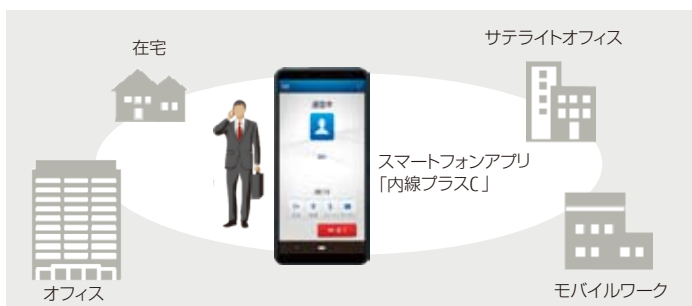 在宅
サテライトオフィス
スマートフォンアプリ
「内線プラスC」
オフィス
モバイルワーク